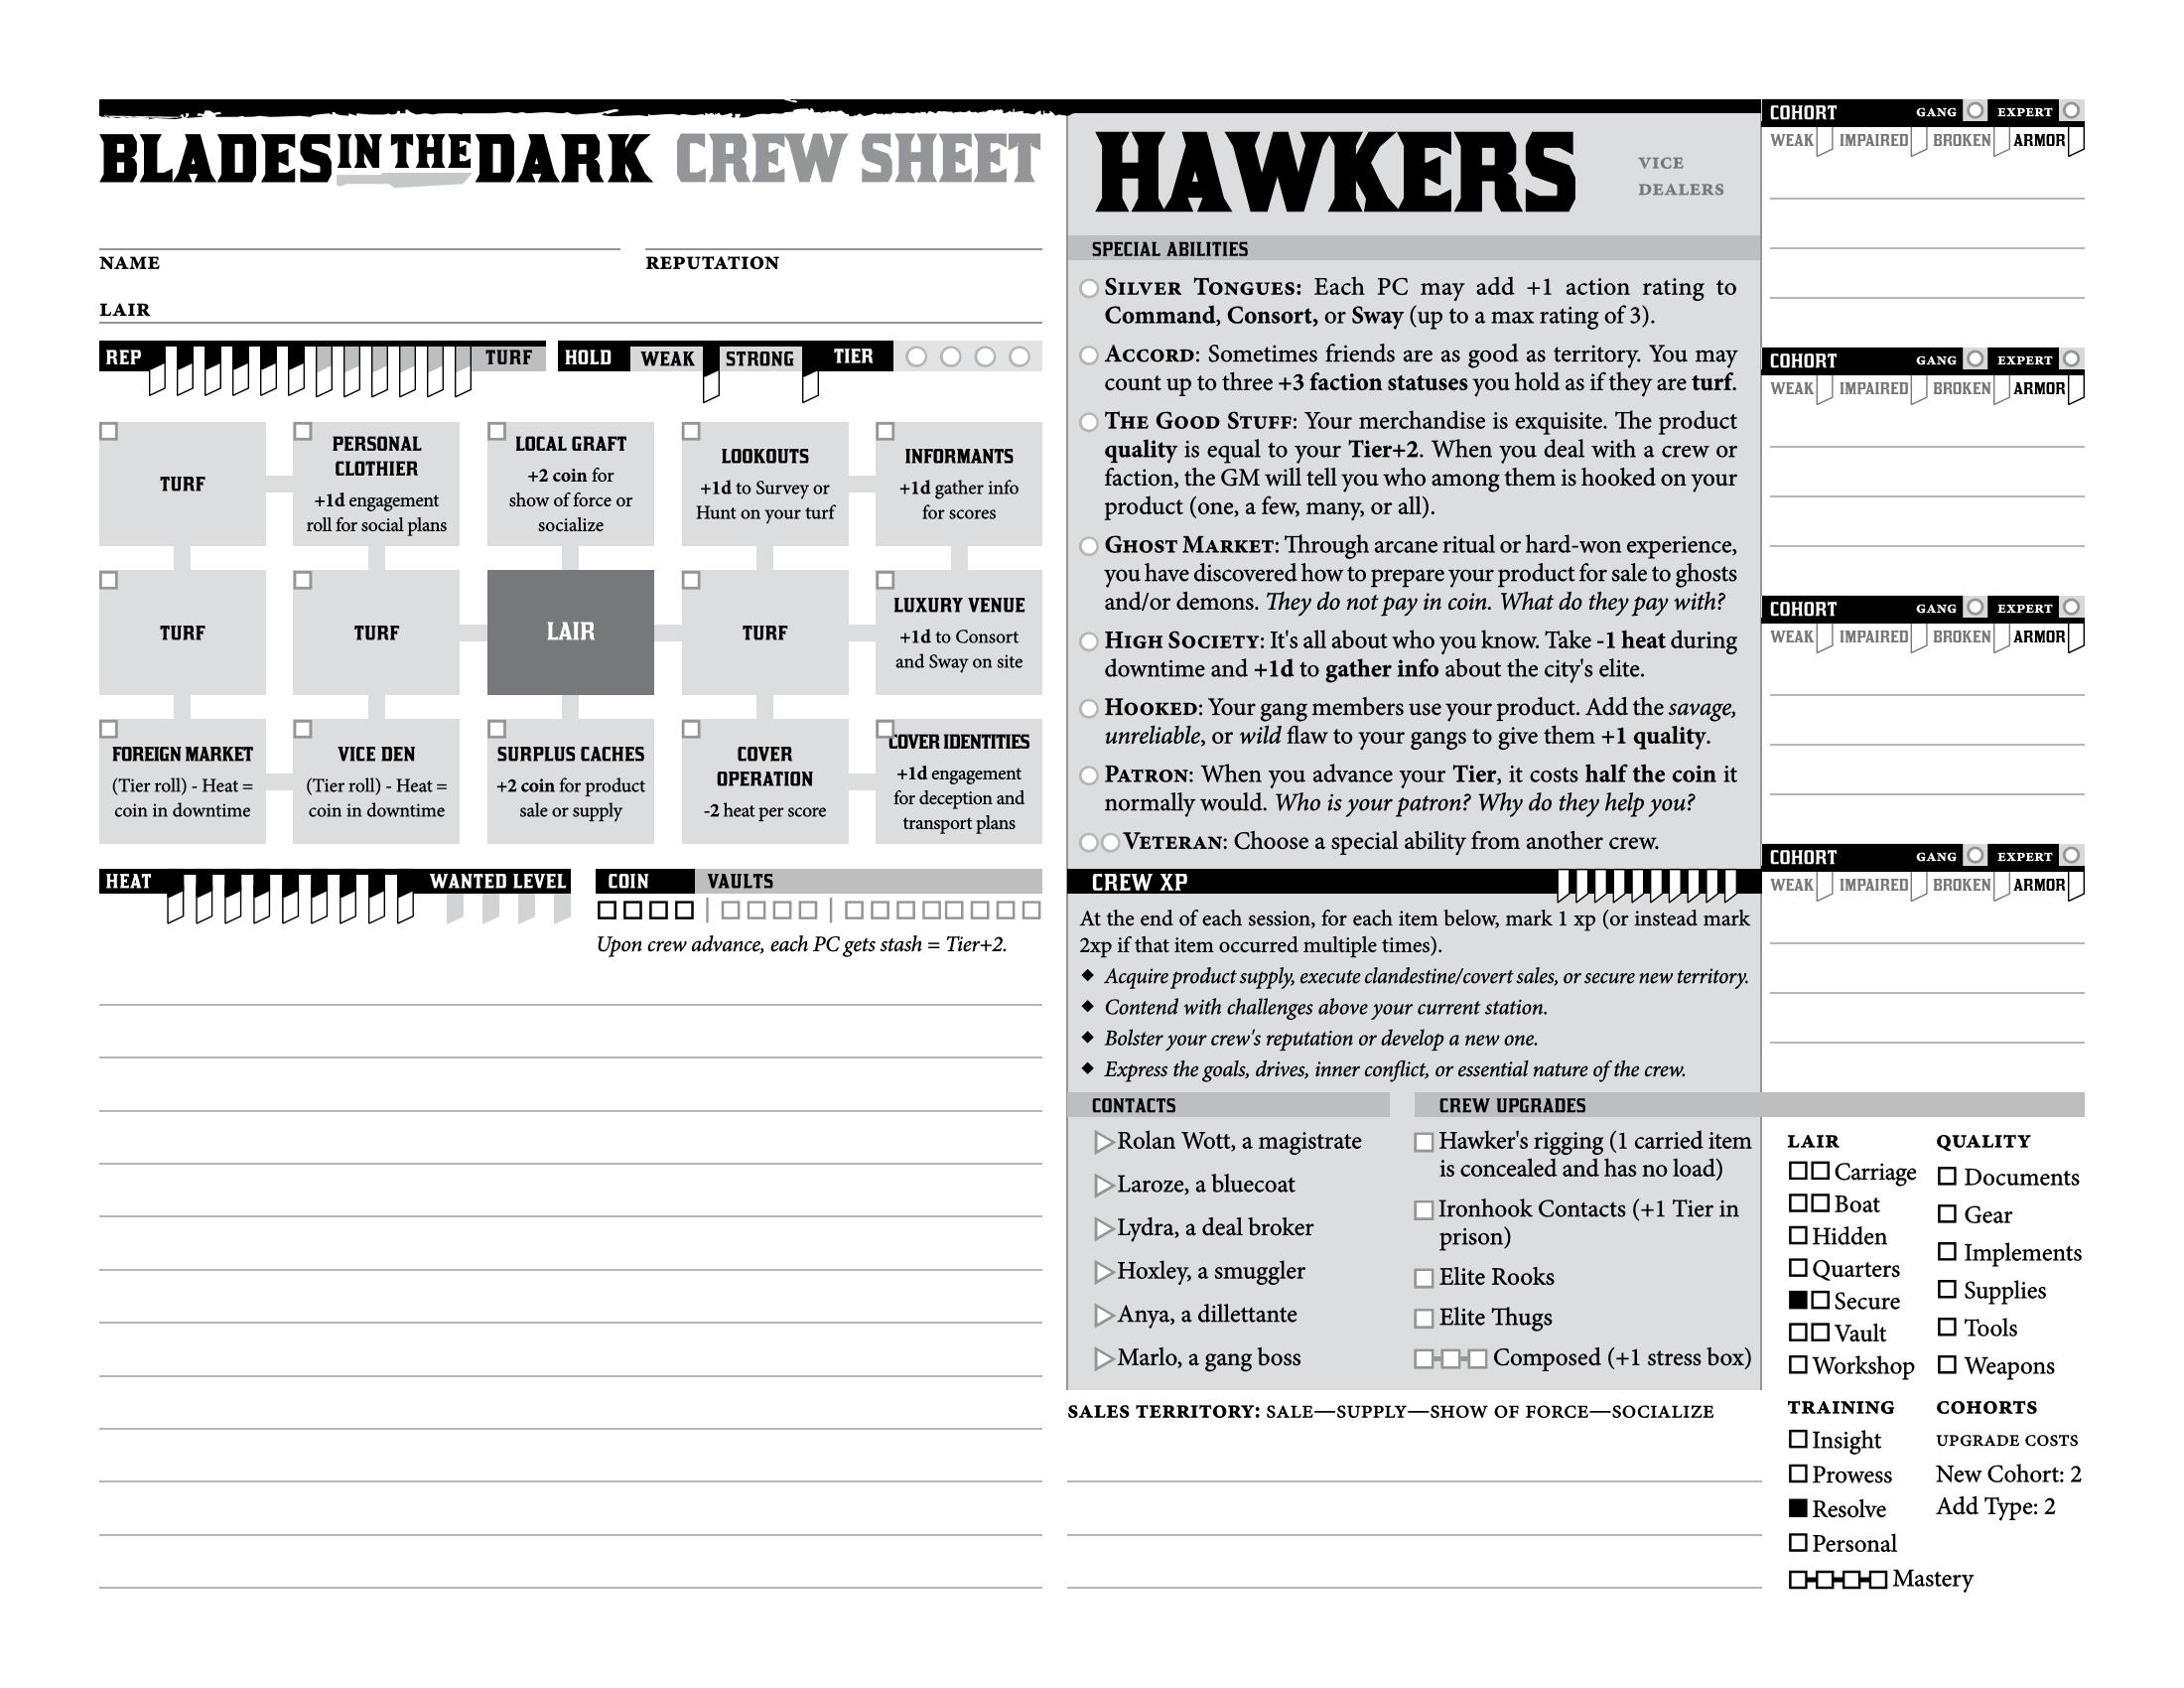 BLADES IN THE DARK CREW SHEET
NAME
REPUTATION
LAIR
REP
TURF
HOLD
WEAK
STRONG
TIER
TURF
PERSONAL
CLOTHIER
+1d engagement
roll for social plans
LOCAL GRAFT
+2 coin for
show of force or
socialize
LOOKOUTS
+1d to Survey or
Hunt on your turf
INFORMANTS
+1d gather info
for scores
TURF
TURF
LAIR
TURF
LUXURY VENUE
+1d to Consort
and Sway on site
FOREIGN MARKET
(Tier roll) - Heat =
coin in downtime
VICE DEN
(Tier roll) - Heat =
coin in downtime
SURPLUS CACHES
+2 coin for product
sale or supply
COVER
OPERATION
-2 heat per score
COVER IDENTITIES
+1d engagement
for deception and
transport plans
HEAT
WANTED LEVEL
COIN
VAULTS
Upon crew advance, each PC gets stash = Tier+2.
HAWKERS
VICE
DEALERS
SPECIAL ABILITIES
SILVER TONGUES: Each PC may add +1 action rating to
Command, Consort, or Sway (up to a max rating of 3).
ACCORD: Sometimes friends are as good as territory. You may
count up to three +3 faction statuses you hold as if they are turf.
THE GOOD STUFF: Your merchandise is exquisite. The product
quality is equal to your Tier+2. When you deal with a crew or
faction, the GM will tell you who among them is hooked on your
product (one, a few, many, or all).
GHOST MARKET: Through arcane ritual or hard-won experience,
you have discovered how to prepare your product for sale to ghosts
and/or demons. They do not pay in coin. What do they pay with?
HIGH SOCIETY: It's all about who you know. Take -1 heat during
downtime and +1d to gather info about the city's elite.
HOOKED: Your gang members use your product. Add the savage,
unreliable, or wild flaw to your gangs to give them +1 quality.
PATRON: When you advance your Tier, it costs half the coin it
normally would. Who is your patron? Why do they help you?
VETERAN: Choose a special ability from another crew.
CREW XP
At the end of each session, for each item below, mark 1 xp (or instead mark
2xp if that item occurred multiple times).
◆ Acquire product supply, execute clandestine/covert sales, or secure new territory.
◆ Contend with challenges above your current station.
◆ Bolster your crew's reputation or develop a new one.
◆ Express the goals, drives, inner conflict, or essential nature of the crew.
CONTACTS
Rolan Wott, a magistrate
Laroze, a bluecoat
Lydra, a deal broker
Hoxley, a smuggler
Anya, a dillettante
Marlo, a gang boss
CREW UPGRADES
Hawker's rigging (1 carried item
is concealed and has no load)
Ironhook Contacts (+1 Tier in
prison)
Elite Rooks
Elite Thugs
Composed (+1 stress box)
SALES TERRITORY: SALE—SUPPLY—SHOW OF FORCE—SOCIALIZE
COHORT GANG EXPERT
WEAK IMPAIRED BROKEN ARMOR
COHORT GANG EXPERT
WEAK IMPAIRED BROKEN ARMOR
COHORT GANG EXPERT
WEAK IMPAIRED BROKEN ARMOR
COHORT GANG EXPERT
WEAK IMPAIRED BROKEN ARMOR
LAIR
Carriage
Boat
Hidden
Quarters
Secure
Vault
Workshop
QUALITY
Documents
Gear
Implements
Supplies
Tools
Weapons
TRAINING
Insight
Prowess
Resolve
Personal
Mastery
COHORTS
UPGRADE COSTS
New Cohort: 2
Add Type: 2